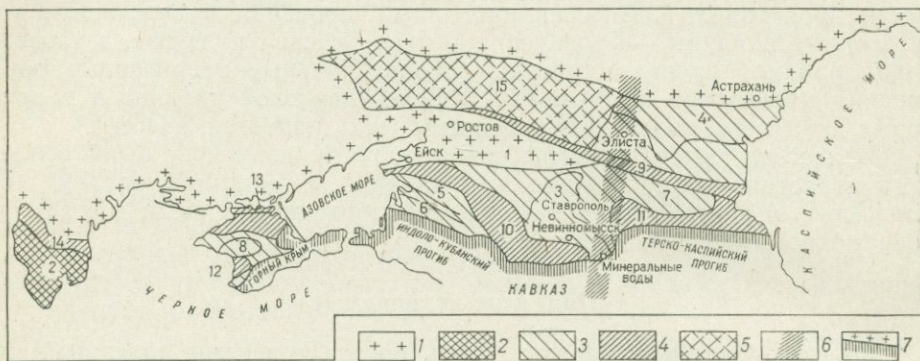 КАСПИЙСКОЕ МОРЕ
Астрахань
15
4
Ростов
Элиста
Ейск
1
9
13
АЗОВСКОЕ МОРЕ
3
7
5
Ставрополь
6
10
11
Невинномысск
14
8
2
ИНДОЛО-КУБАНСКИЙ
ПРОГИБ
ТЕРСКО-КАСПИЙСКИЙ
ПРОГИБ
12
ГОРНЫЙ КРЫМ
Минеральные
воды
КАВКАЗ
ЧЕРНОЕ МОРЕ
1 2 3 4 5 6 7